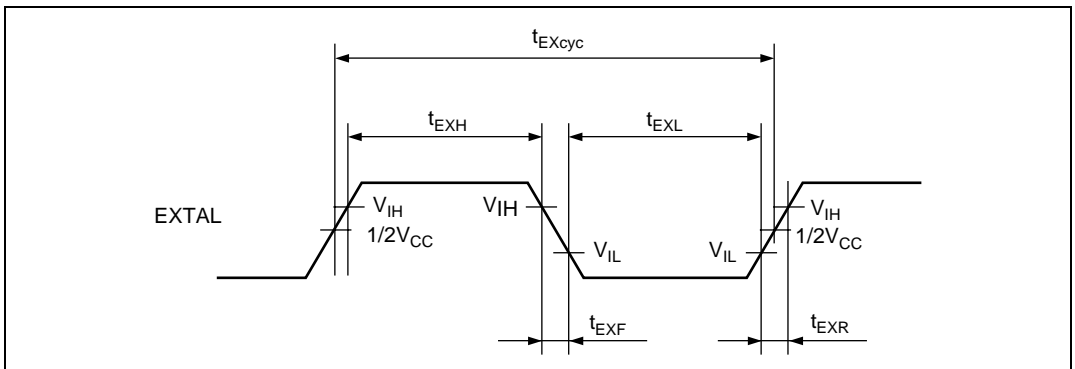 tEXcyc
tEXH
tEXL
EXTAL
VIH
1/2VCC
VIH
VIL
VIL
VIH
1/2VCC
tEXF
tEXR